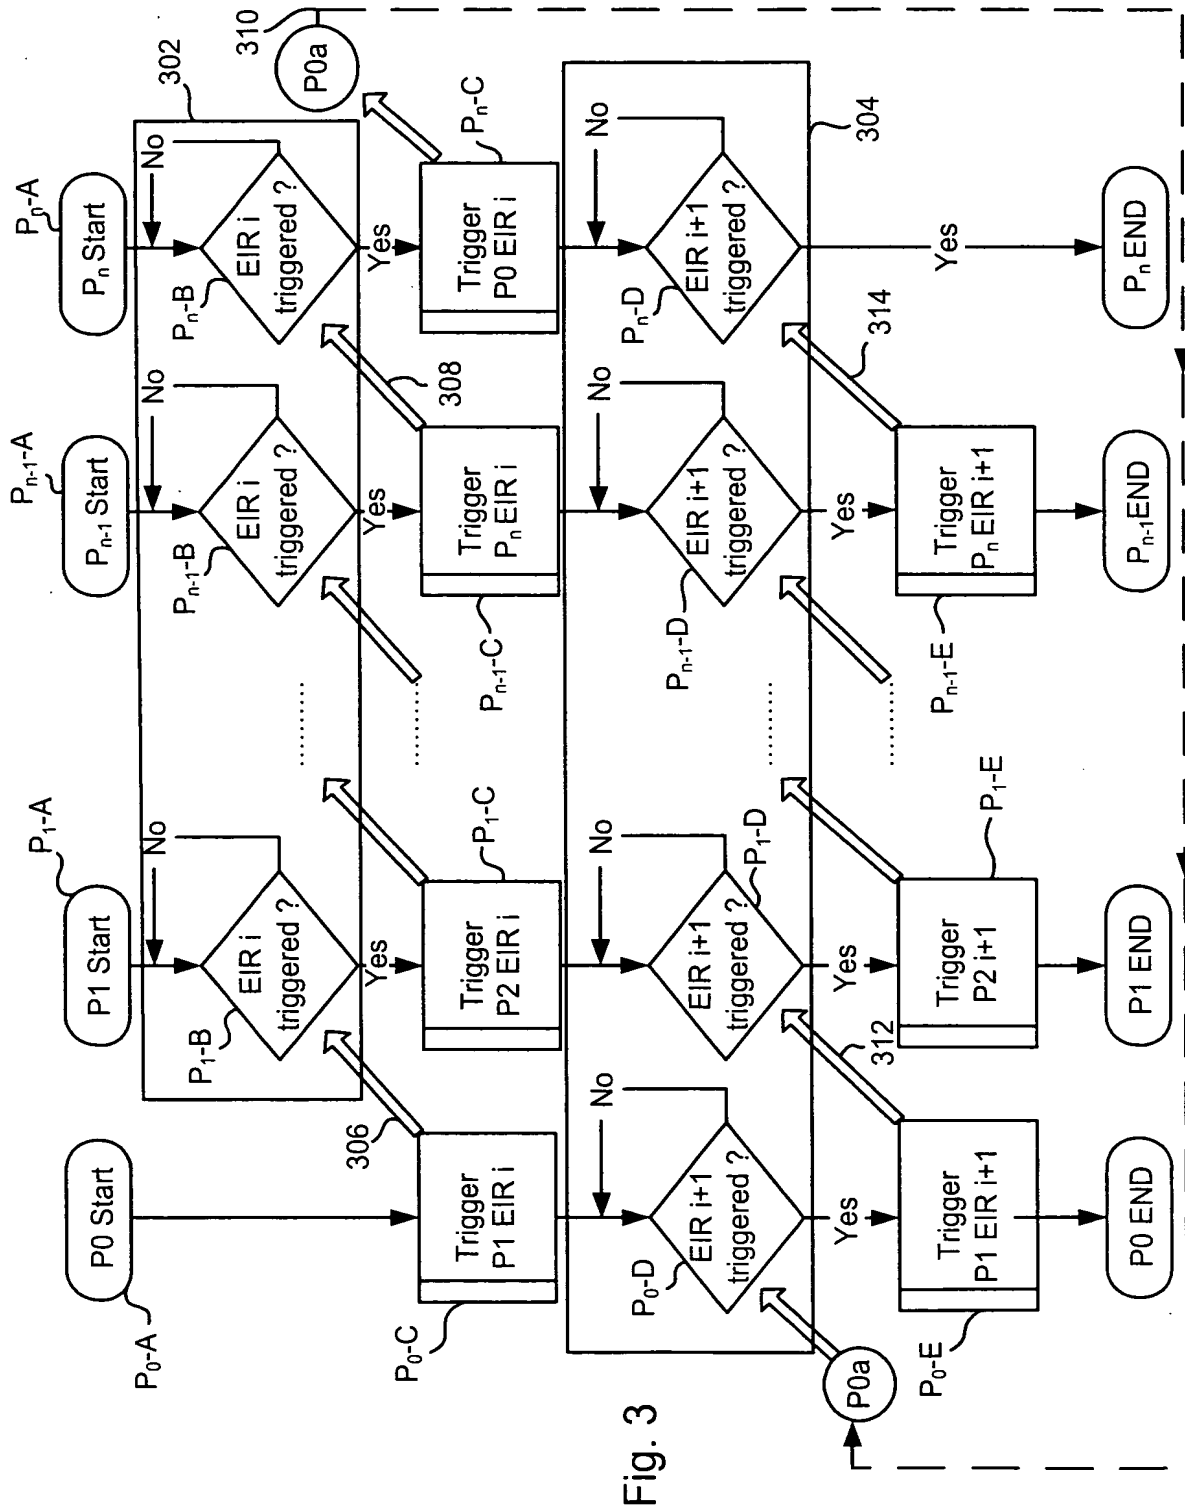 P0 Start
P₀-A
P1 Start
P₁-A
Pₙ₋₁ Start
Pₙ₋₁-A
Pₙ Start
Pₙ-A
302
310
P0a
No
No
No
EIR i
triggered ?
P₁-B
EIR i
triggered ?
Pₙ₋₁-B
EIR i
triggered ?
Pₙ-B
306
308
Yes
Yes
Yes
..........
..........
Trigger
P1 EIR i
P₀-C
Trigger
P2 EIR i
P₁-C
Trigger
Pₙ EIR i
Pₙ₋₁-C
Trigger
P0 EIR i
Pₙ-C
No
No
No
No
EIR i+1
triggered ?
P₀-D
EIR i+1
triggered ?
P₁-D
EIR i+1
triggered ?
Pₙ₋₁-D
EIR i+1
triggered ?
Pₙ-D
304
..........
..........
P0a
312
314
Yes
Yes
Yes
Yes
Trigger
P1 EIR i+1
P₀-E
Trigger
P2 i+1
P₁-E
Trigger
Pₙ EIR i+1
Pₙ₋₁-E
P0 END
P1 END
Pₙ₋₁ END
Pₙ END
Fig. 3